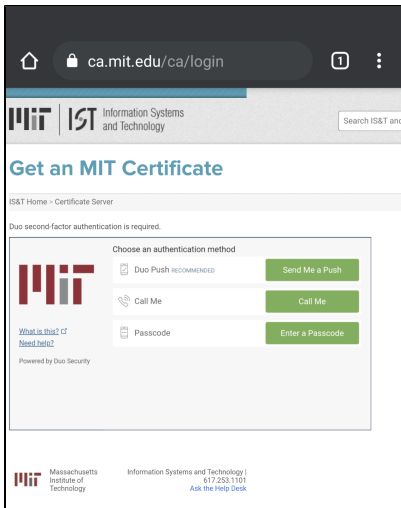 ca.mit.edu/ca/login
1
MIT
IST
Information Systems
and Technology
Search IS&T and
Get an MIT Certificate
IS&T Home > Certificate Server
Duo second-factor authentication is required.
Choose an authentication method
Duo Push RECOMMENDED
Send Me a Push
Call Me
Call Me
Passcode
Enter a Passcode
What is this?
Need help?
Powered by Duo Security
Massachusetts
Institute of
Technology
Information Systems and Technology |
617.253.1101
Ask the Help Desk